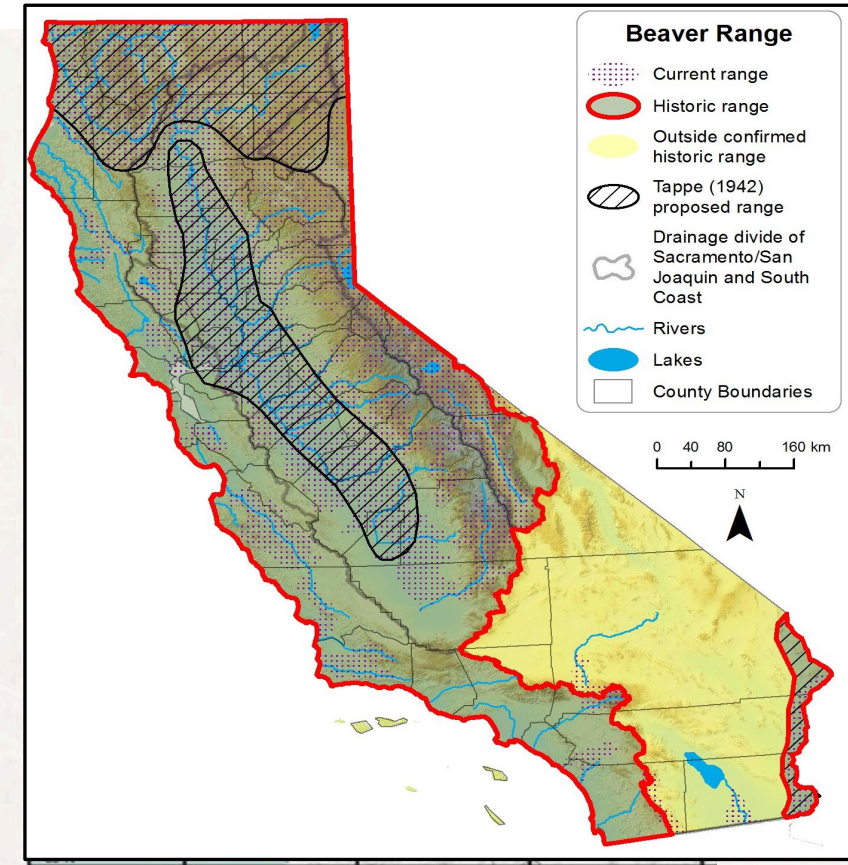 Beaver Range
Current range
Historic range
Outside confirmed
historic range
Tappe (1942)
proposed range
Drainage divide of
Sacramento/San
Joaquin and South
Coast
Rivers
Lakes
County Boundaries
0 40 80 160 km
N